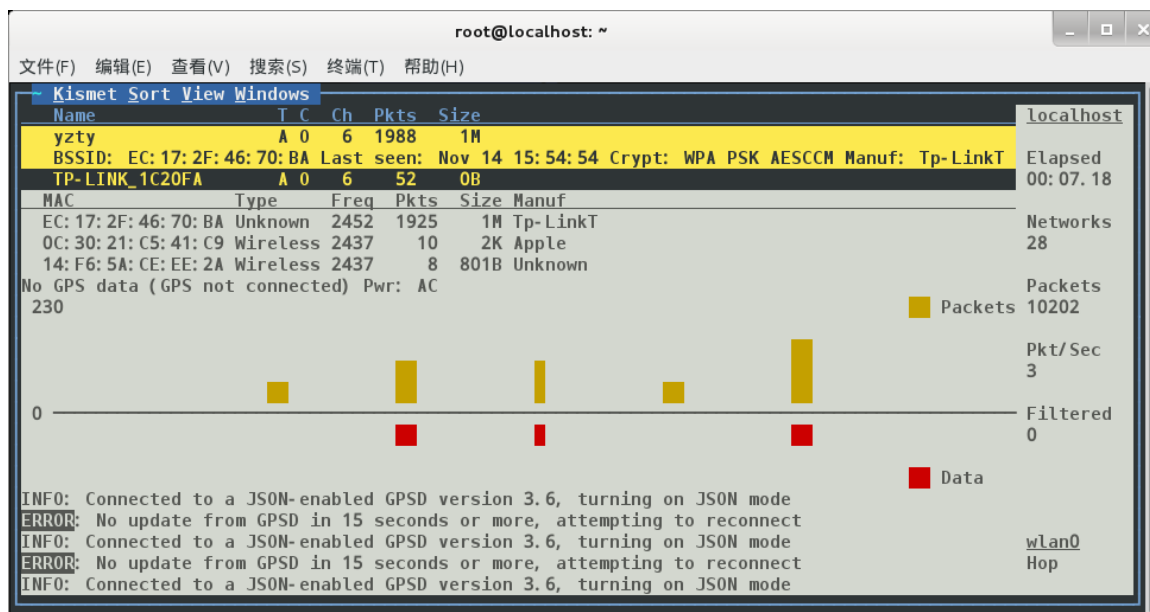 root@localhost: ~
文件(F) 编辑(E) 查看(V) 搜索(S) 终端(T) 帮助(H)
~ Kismet Sort View Windows
Name T C Ch Pkts Size
localhost
yzty A O 6 1988 1M
BSSID: EC:17:2F:46:70:BA Last seen: Nov 14 15:54:54 Crypt: WPA PSK AESCCM Manuf: Tp-LinkT
Elapsed
TP-LINK_1C20FA A O 6 52 0B
00:07.18
MAC Type Freq Pkts Size Manuf
EC:17:2F:46:70:BA Unknown 2452 1925 1M Tp-LinkT
Networks
0C:30:21:C5:41:C9 Wireless 2437 10 2K Apple
28
14:F6:5A:CE:EE:2A Wireless 2437 8 801B Unknown
No GPS data (GPS not connected) Pwr: AC
Packets
230
Packets
10202
Pkt/Sec
3
0
Filtered
0
Data
INFO: Connected to a JSON-enabled GPSD version 3.6, turning on JSON mode
ERROR: No update from GPSD in 15 seconds or more, attempting to reconnect
INFO: Connected to a JSON-enabled GPSD version 3.6, turning on JSON mode
wlan0
ERROR: No update from GPSD in 15 seconds or more, attempting to reconnect
Hop
INFO: Connected to a JSON-enabled GPSD version 3.6, turning on JSON mode